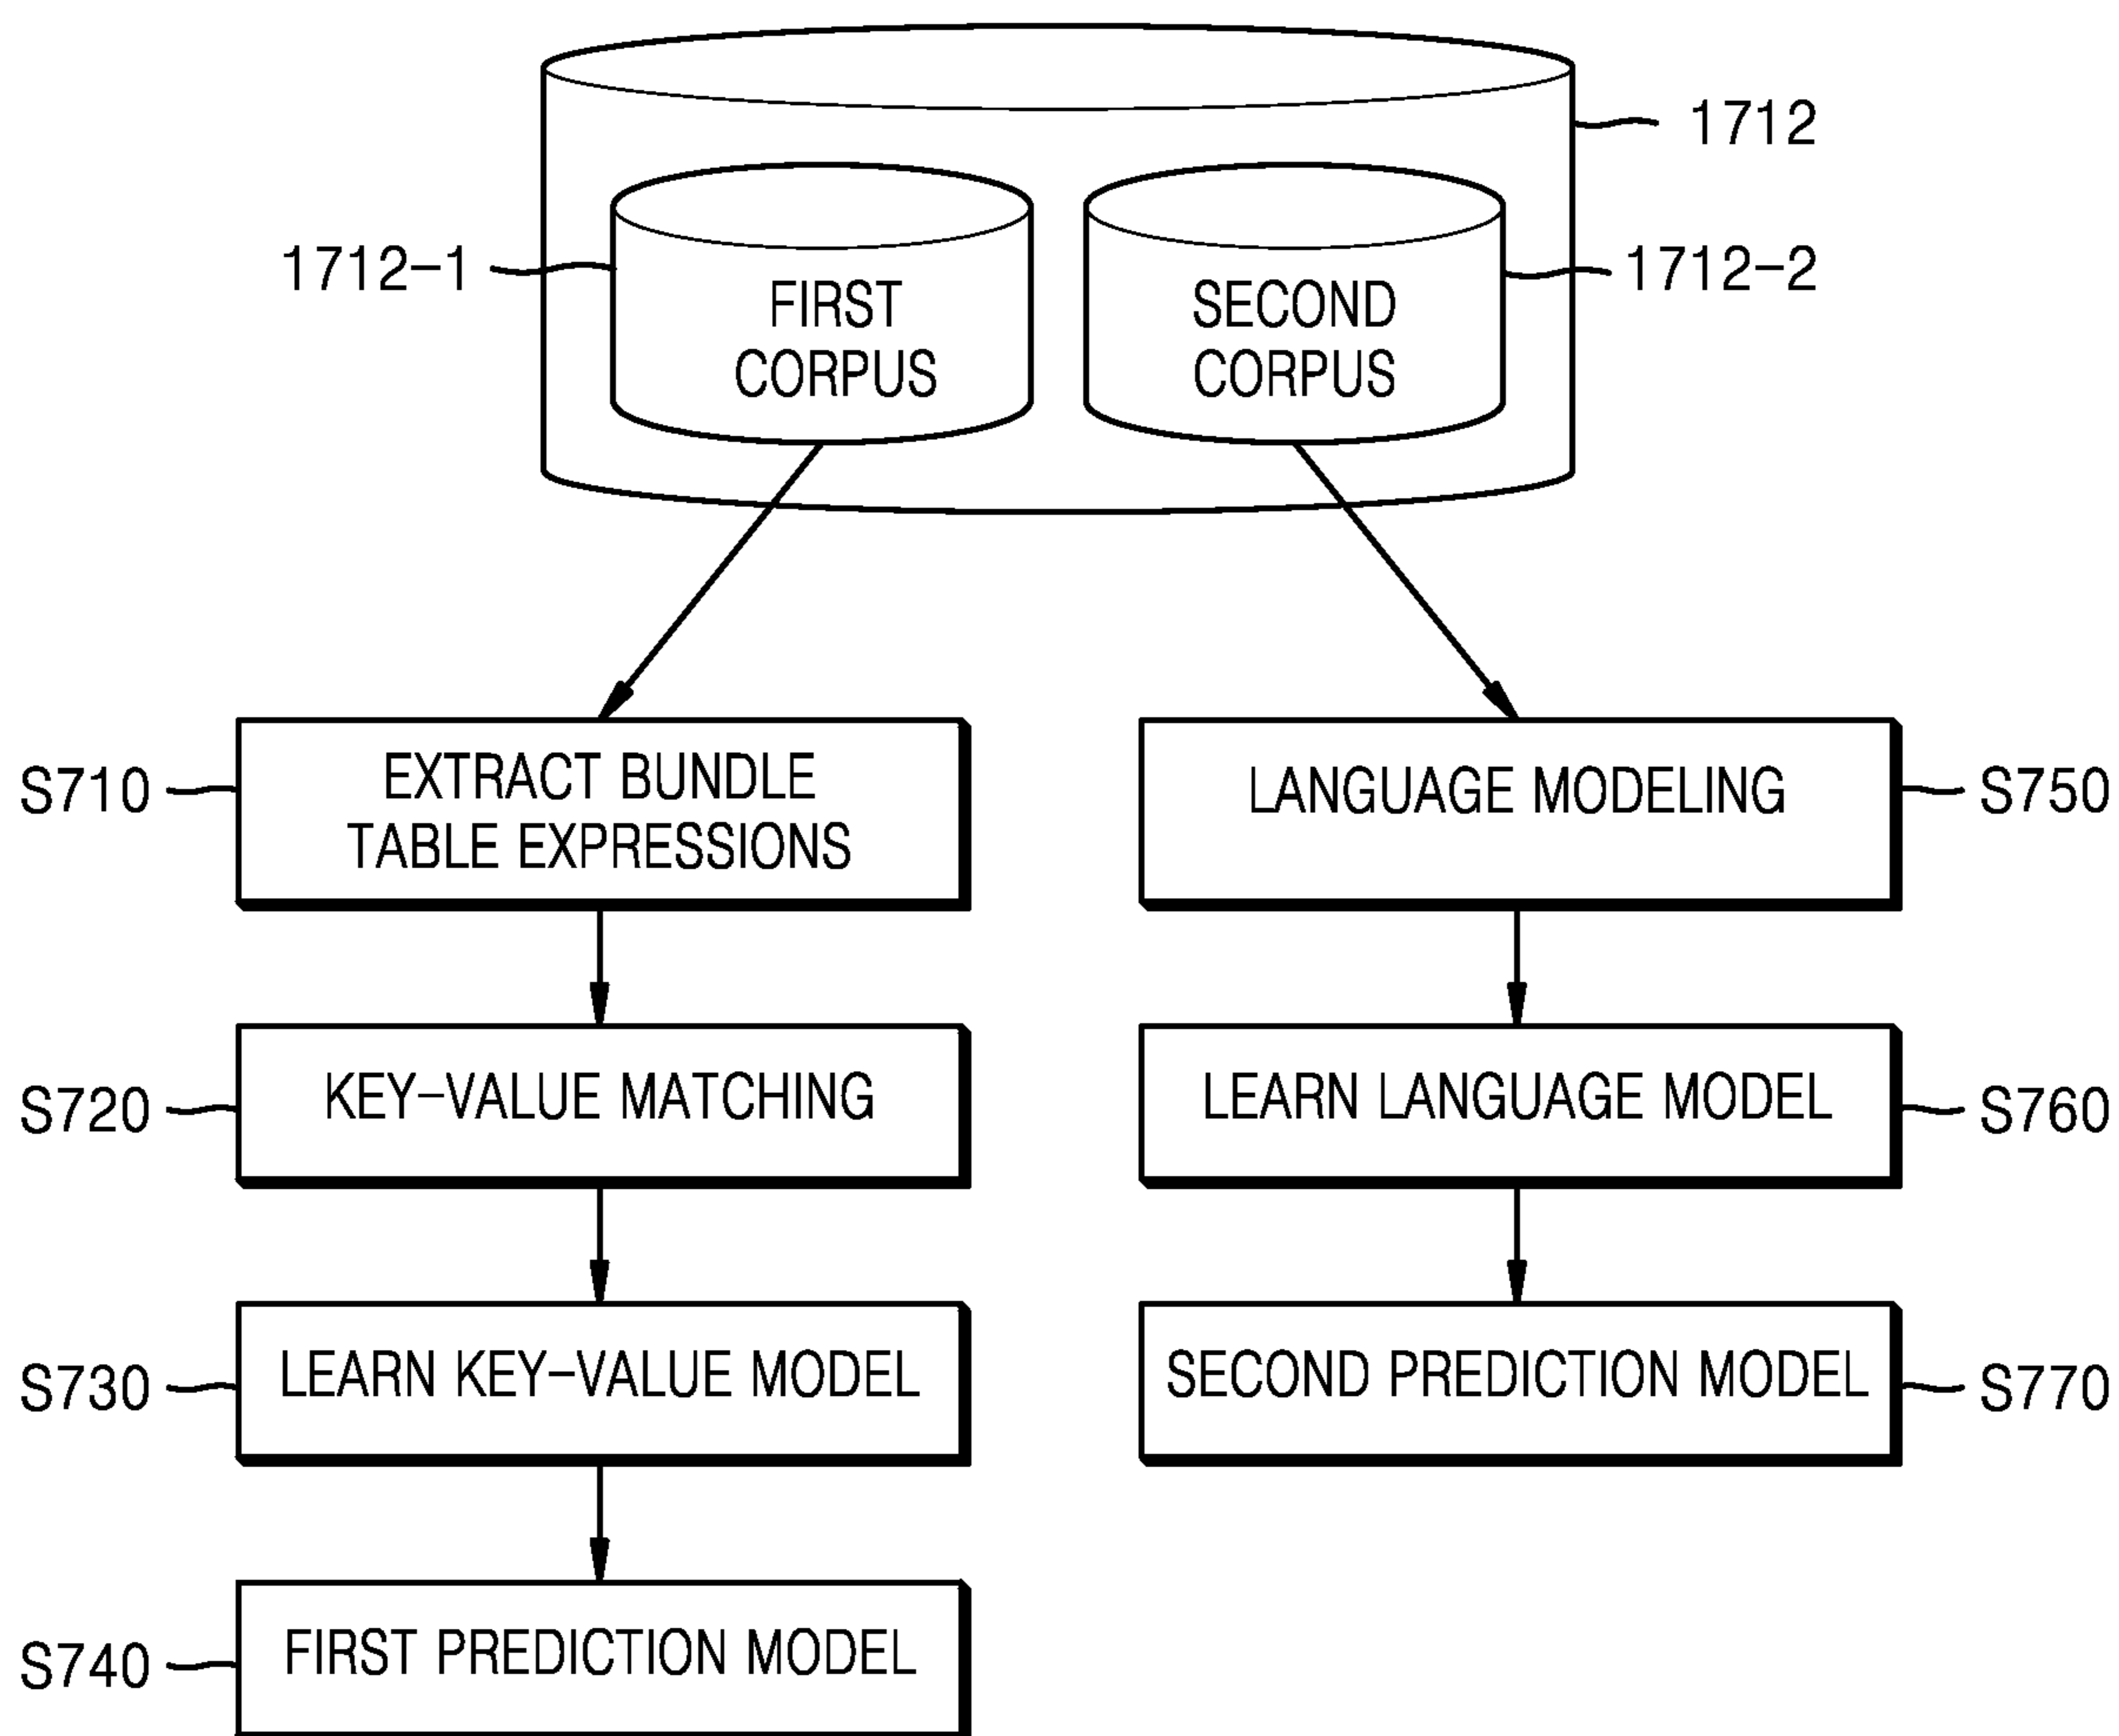 1712
1712-1
FIRST
CORPUS
SECOND
CORPUS
1712-2
S710
EXTRACT BUNDLE
TABLE EXPRESSIONS
LANGUAGE MODELING
S750
S720
KEY-VALUE MATCHING
LEARN LANGUAGE MODEL
S760
S730
LEARN KEY-VALUE MODEL
SECOND PREDICTION MODEL
S770
S740
FIRST PREDICTION MODEL